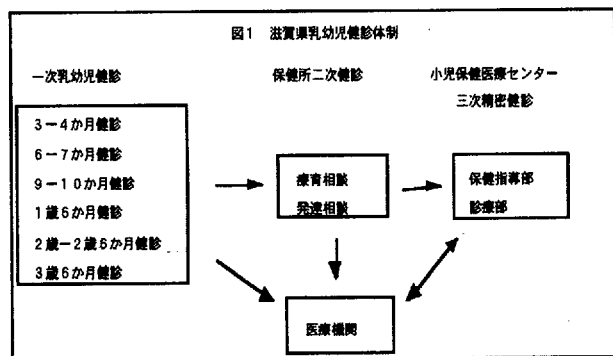 図1 滋賀県乳幼児健診体制
一次乳幼児健診
保健所二次健診
小児保健医療センター
三次精密健診
3−4か月健診
6−7か月健診
9−10か月健診
1歳6か月健診
2歳−2歳6か月健診
3歳6か月健診
療育相談
発達相談
保健指導部
診療部
医療機関